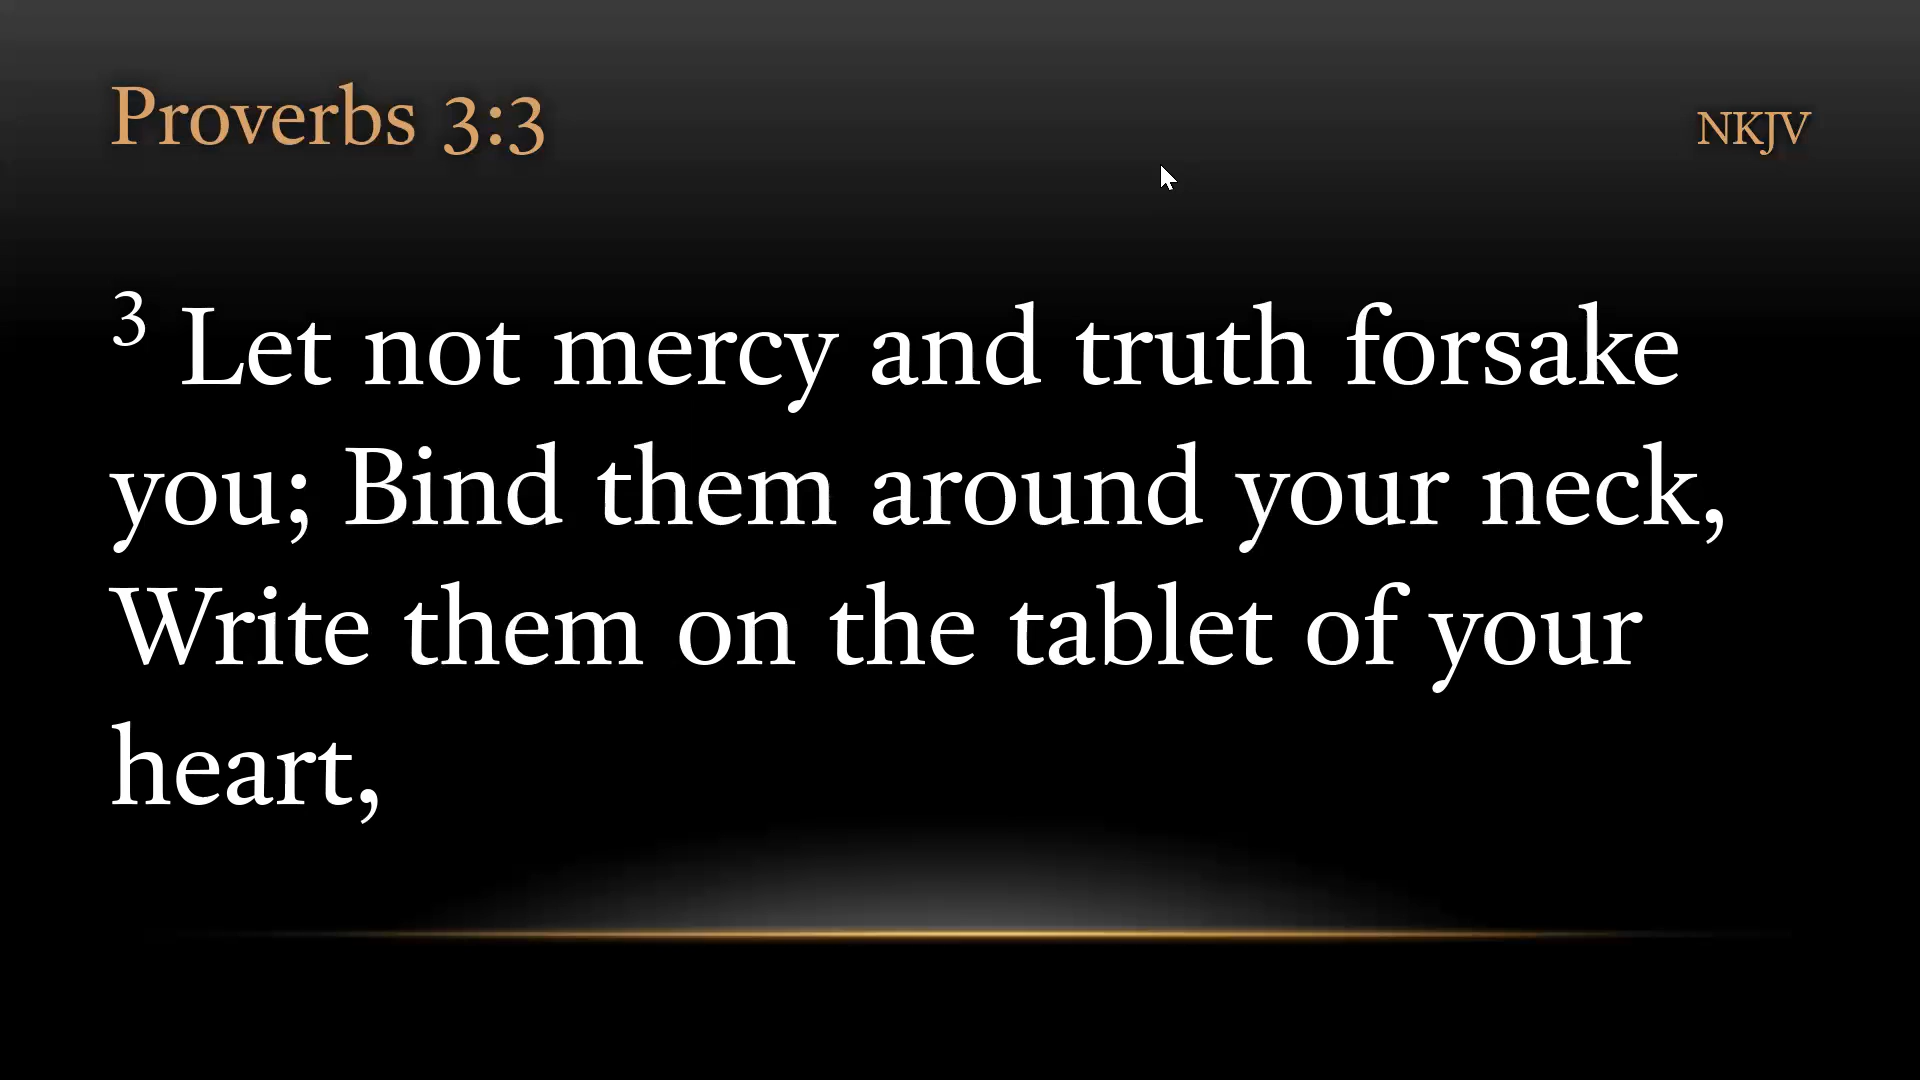 Proverbs 3:3
NKJV
3 Let not mercy and truth forsake
you; Bind them around your neck,
Write them on the tablet of your
heart,